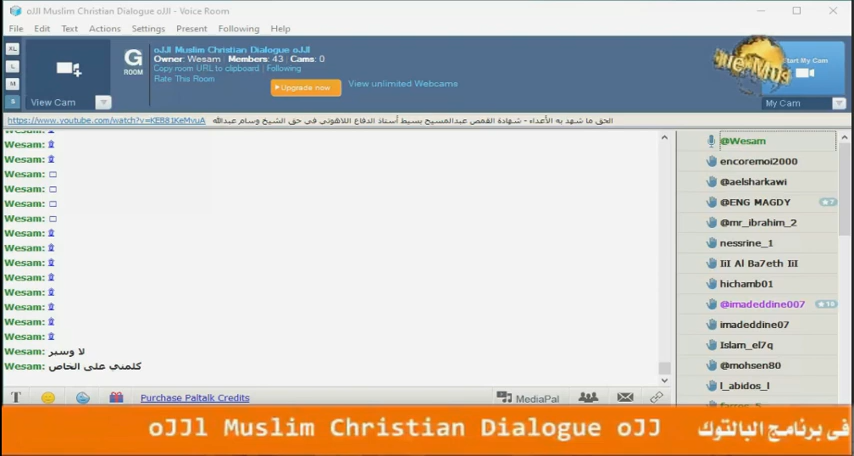 oJJl Muslim Christian Dialogue oJJl - Voice Room
File Edit Text Actions Settings Present Following Help
XL
L
M
S
View Cam
G
ROOM
oJJl Muslim Christian Dialogue oJJl
Owner: Wesam | Members: 43 | Cams: 0
Copy room URL to clipboard | Following
Rate This Room
Upgrade now
View unlimited Webcams
Start My Cam
My Cam
https://www.youtube.com/watch?v=KEB81KeMvuA
الحق ما شهد به الأعداء - شهادة القمص عبدالمسيح بسيط أستاذ الدفاع اللاهوتي في حق الشيخ وسام عبدالله
Wesam:
Wesam:
Wesam:
Wesam:
Wesam:
Wesam:
Wesam:
Wesam:
Wesam:
Wesam:
Wesam:
Wesam:
Wesam:
Wesam:
Wesam: لا وسبر
Wesam: كلمني على الخاص
@Wesam
encoremoi2000
@aelsharkawi
@ENG MAGDY
@mr_ibrahim_2
nessrine_1
IiI Al Ba7eth IiI
hichamb01
@imadeddine007
imadeddine07
Islam_el7q
@mohsen80
l_abidos_l
T
Purchase Paltalk Credits
MediaPal
oJJl Muslim Christian Dialogue oJJ فى برنامج البالتوك